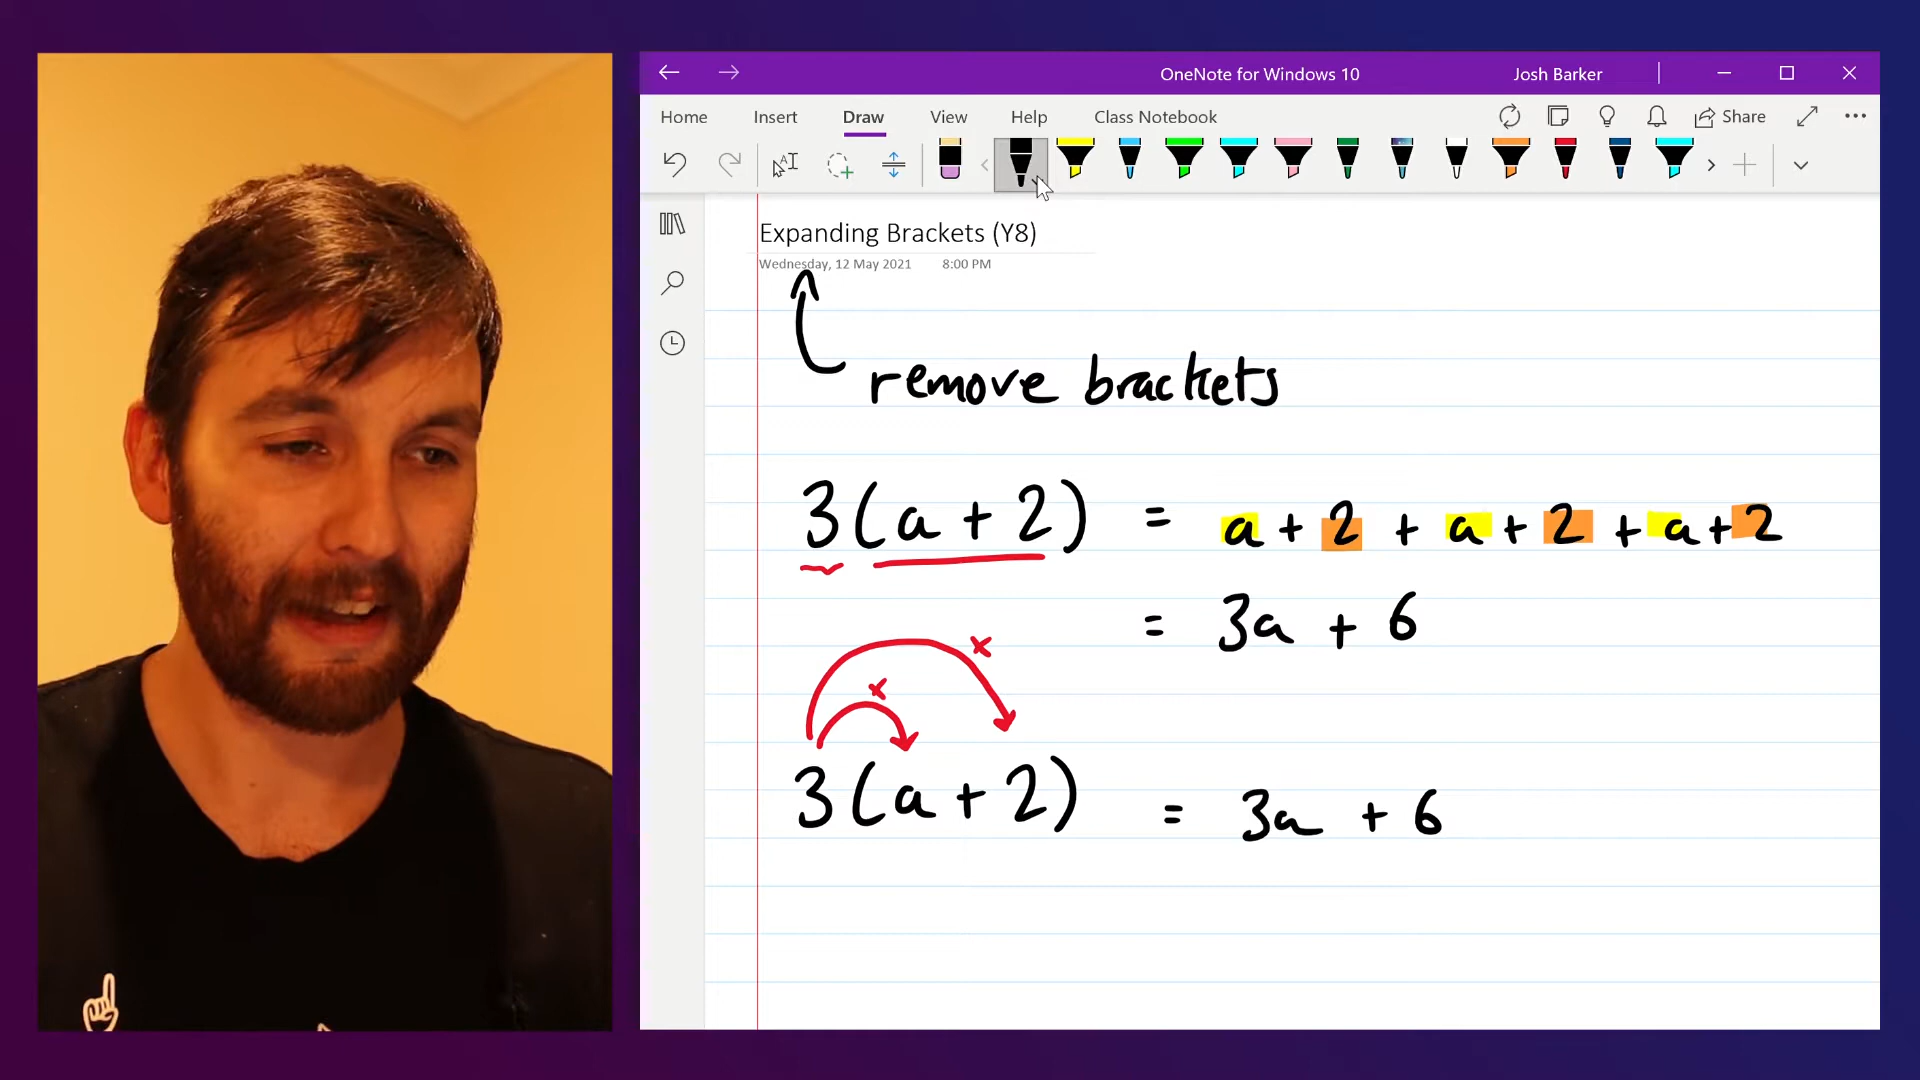 OneNote for Windows 10
Josh Barker
Home Insert Draw View Help Class Notebook
Share
Expanding Brackets (Y8)
Wednesday, 12 May 2021 8:00 PM
remove brackets
3(a + 2) = a + 2 + a + 2 + a + 2
= 3a + 6
x
x
3(a + 2) = 3a + 6